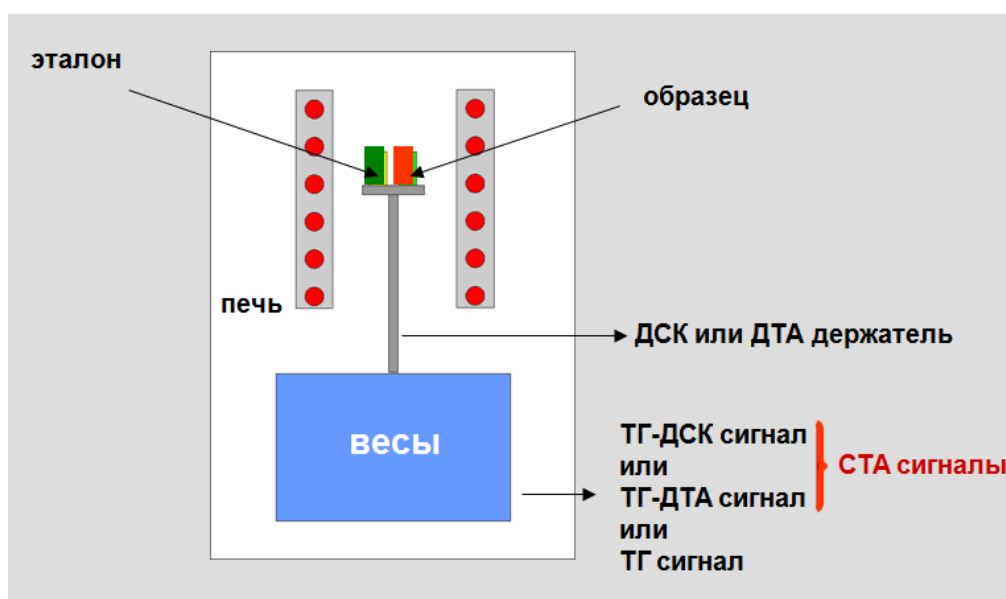 эталон
образец
печь
ДСК или ДТА держатель
весы
ТГ-ДСК сигнал
или
ТГ-ДТА сигнал
или
ТГ сигнал
СТА сигналы